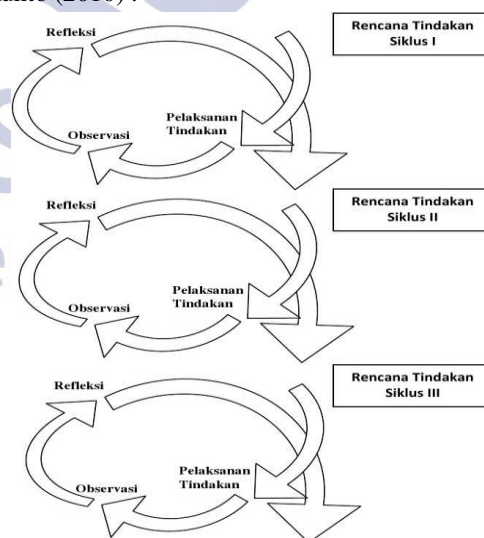 Refleksi
Rencana Tindakan
Siklus I
Pelaksanan
Tindakan
Observasi
Refleksi
Rencana Tindakan
Siklus II
Pelaksanan
Tindakan
Observasi
Refleksi
Rencana Tindakan
Siklus III
Pelaksanan
Tindakan
Observasi